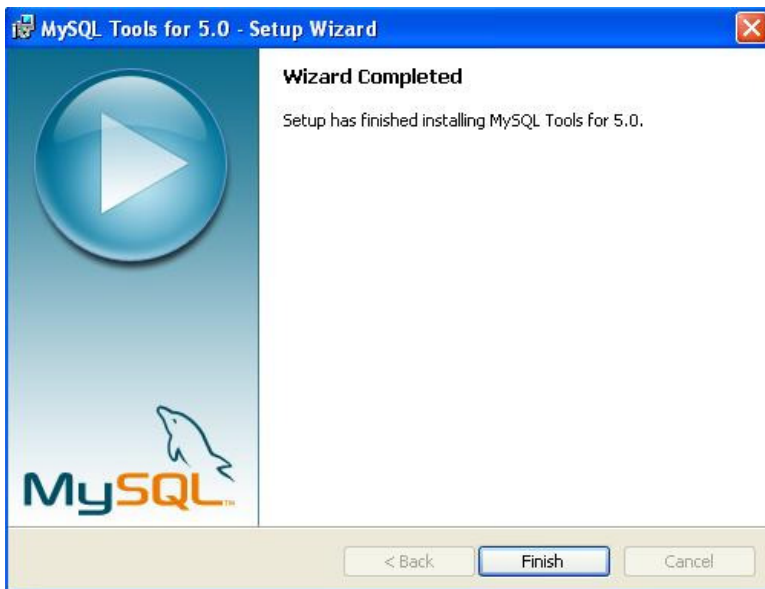 MySQL Tools for 5.0 - Setup Wizard
Wizard Completed
Setup has finished installing MySQL Tools for 5.0.
MySQL™
< Back
Finish
Cancel